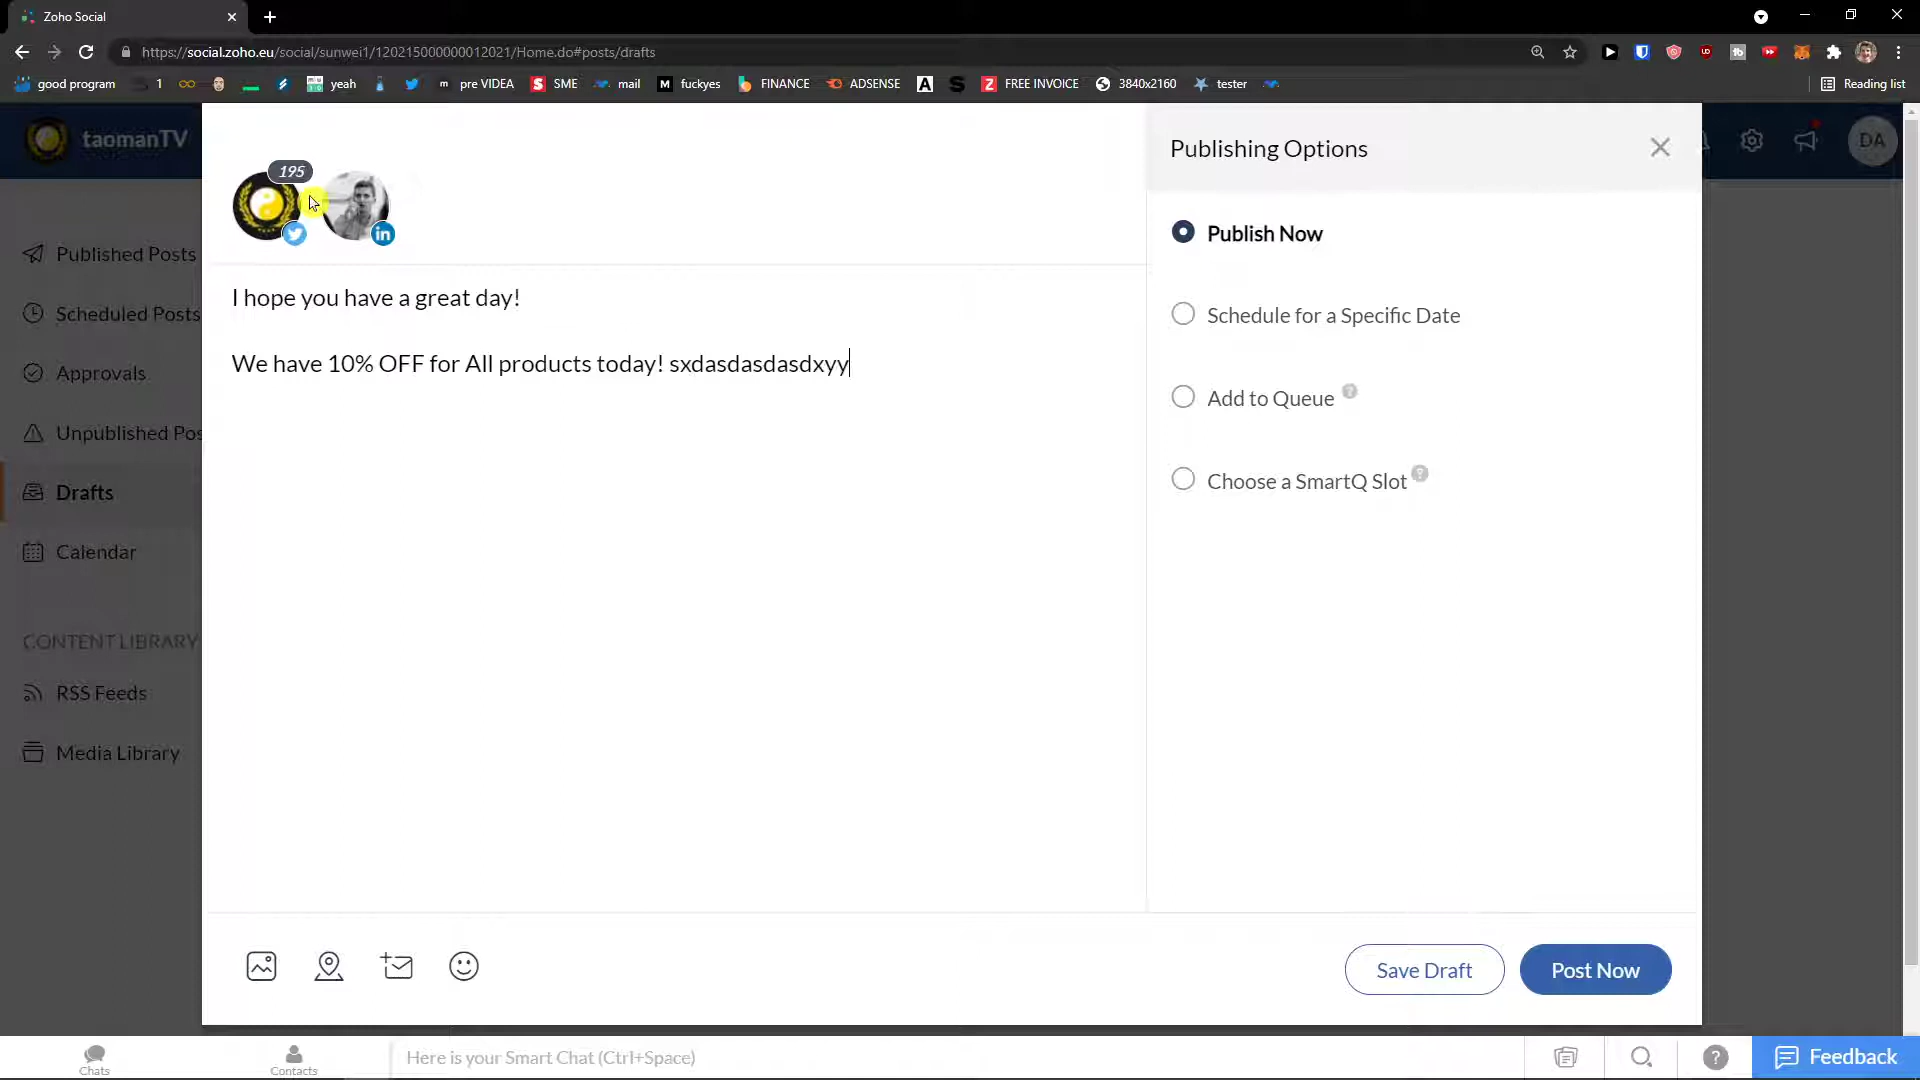 Zoho Social
https://social.zoho.eu/social/sunwei1/120215000000012021/Home.do#posts/drafts
good program
1
yeah
pre VIDEA
SME
mail
fuckyes
FINANCE
ADSENSE
FREE INVOICE
3840x2160
tester
Reading list
taomanTV
DA
Published Posts
Scheduled Posts
Approvals
Unpublished Pos
Drafts
Calendar
CONTENT LIBRARY
RSS Feeds
Media Library
195
in
I hope you have a great day!
We have 10% OFF for All products today! sxdasdasdasdxyy
Publishing Options
Publish Now
Schedule for a Specific Date
Add to Queue ?
Choose a SmartQ Slot ?
Save Draft
Post Now
Chats
Contacts
Here is your Smart Chat (Ctrl+Space)
?
Feedback